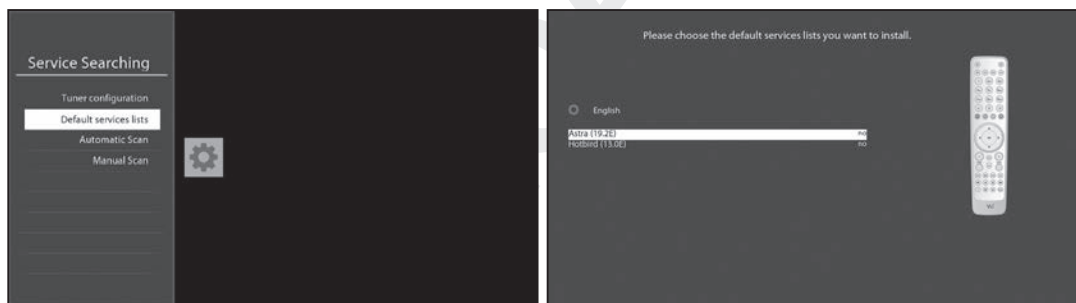 Service Searching
Tuner configuration
Default services lists
Automatic Scan
Manual Scan
Please choose the default services lists you want to install.
English
Astra (19.2E) no
Hotbird (13.0E) no